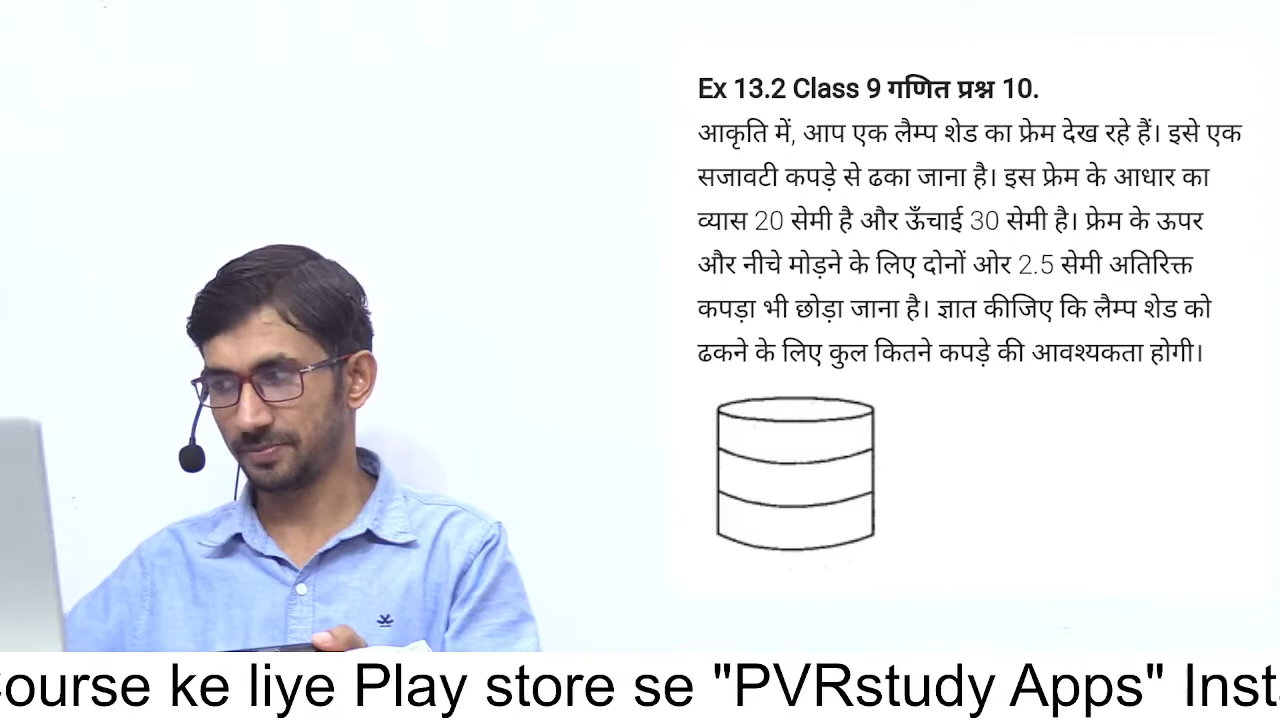 Ex 13.2 Class 9 गणित प्रश्न 10.
आकृति में, आप एक लैम्प शेड का फ्रेम देख रहे हैं। इसे एक
सजावटी कपड़े से ढका जाना है। इस फ्रेम के आधार का
व्यास 20 सेमी है और ऊँचाई 30 सेमी है। फ्रेम के ऊपर
और नीचे मोड़ने के लिए दोनों ओर 2.5 सेमी अतिरिक्त
कपड़ा भी छोड़ा जाना है। ज्ञात कीजिए कि लैम्प शेड को
ढकने के लिए कुल कितने कपड़े की आवश्यकता होगी।
ourse ke liye Play store se "PVRstudy Apps" Inst